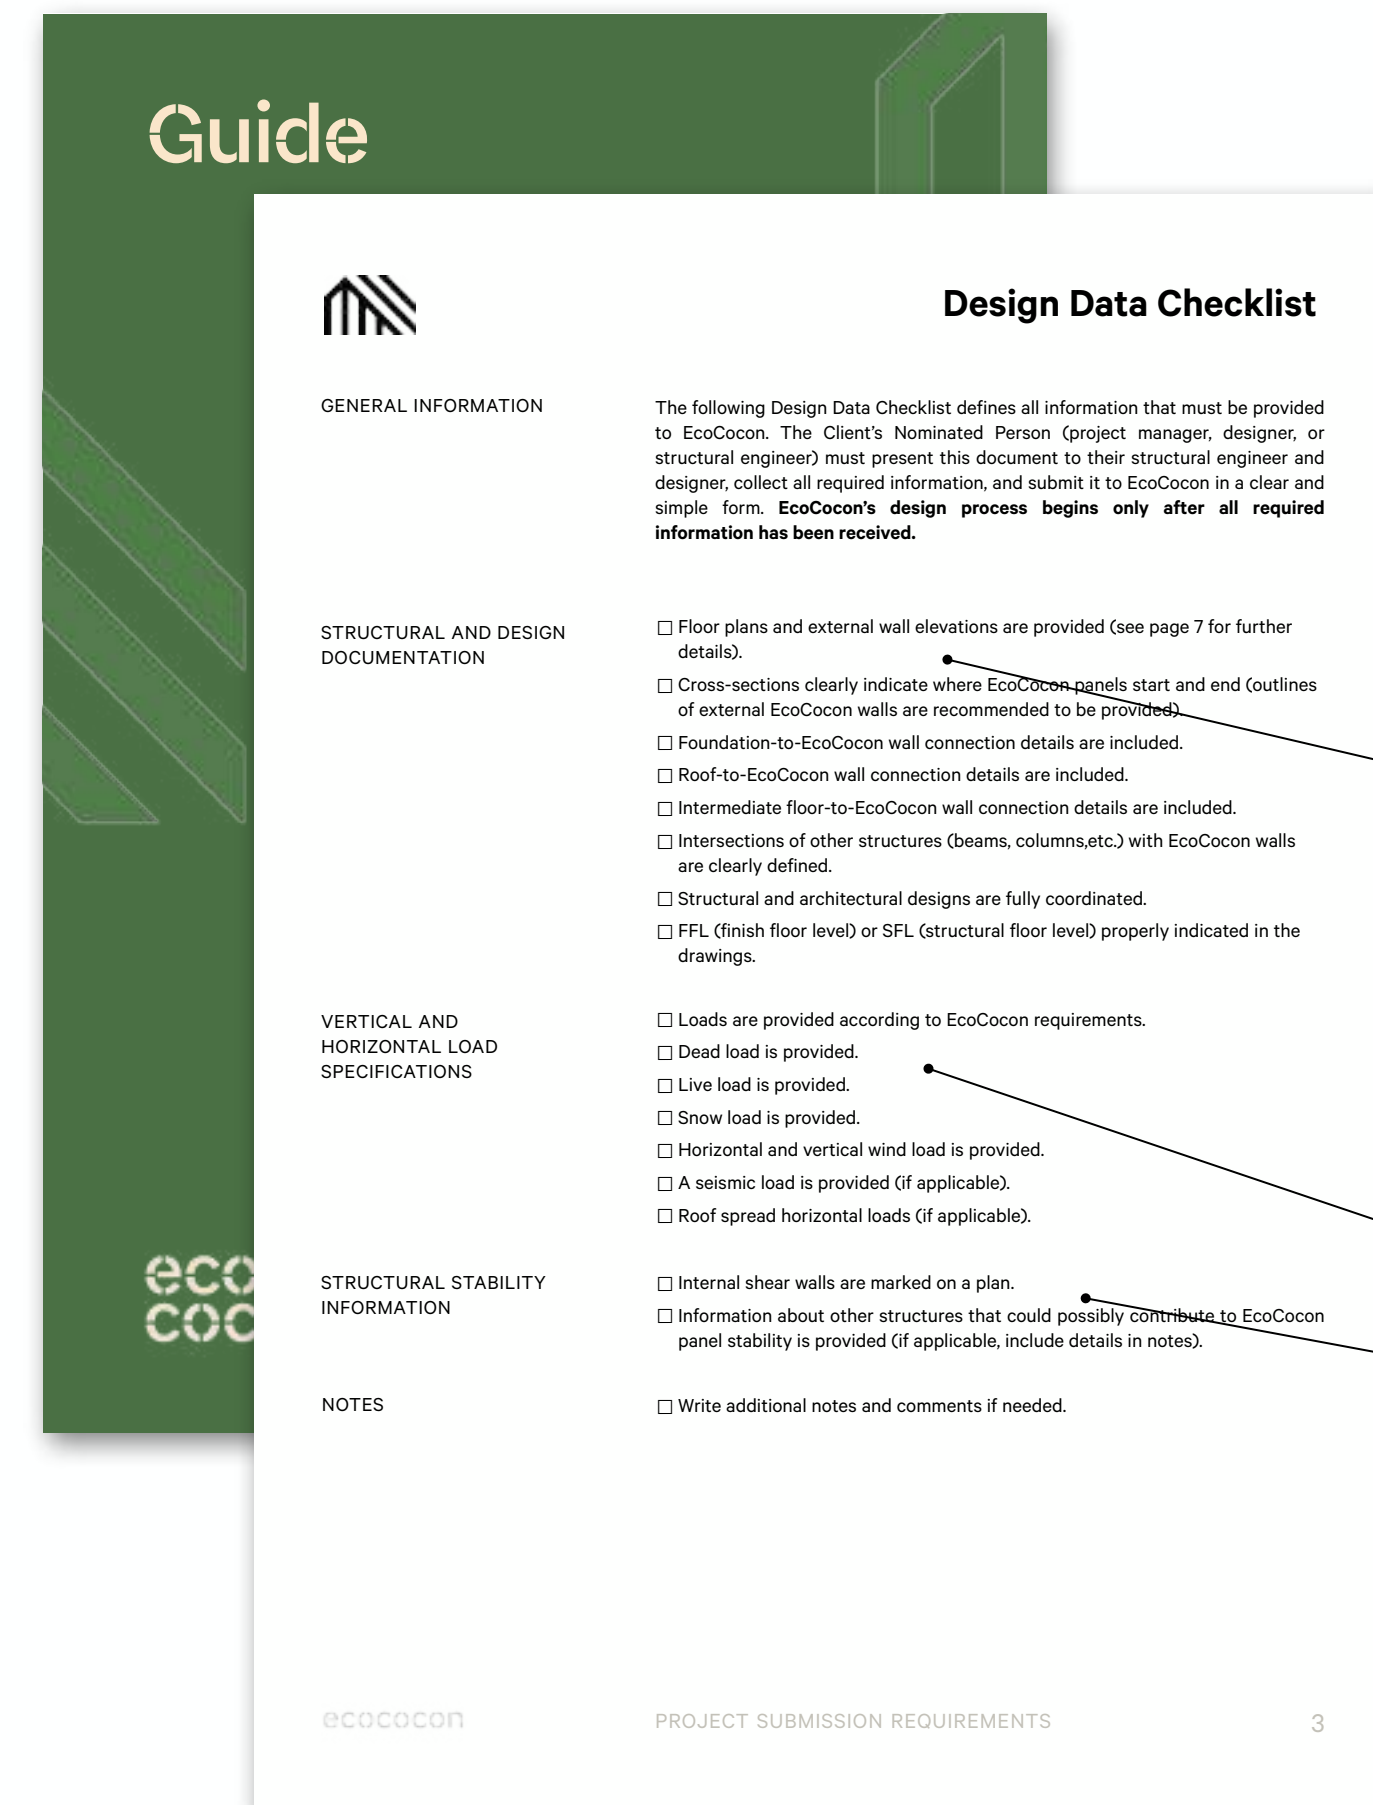 Guide
Design Data Checklist
GENERAL INFORMATION
The following Design Data Checklist defines all information that must be provided
to EcoCocon. The Client’s Nominated Person (project manager, designer, or
structural engineer) must present this document to their structural engineer and
designer, collect all required information, and submit it to EcoCocon in a clear and
simple form. EcoCocon’s design process begins only after all required
information has been received.
STRUCTURAL AND DESIGN
DOCUMENTATION
☐ Floor plans and external wall elevations are provided (see page 7 for further
details).
☐ Cross-sections clearly indicate where EcoCocon panels start and end (outlines
of external EcoCocon walls are recommended to be provided).
☐ Foundation-to-EcoCocon wall connection details are included.
☐ Roof-to-EcoCocon wall connection details are included.
☐ Intermediate floor-to-EcoCocon wall connection details are included.
☐ Intersections of other structures (beams, columns,etc.) with EcoCocon walls
are clearly defined.
☐ Structural and architectural designs are fully coordinated.
☐ FFL (finish floor level) or SFL (structural floor level) properly indicated in the
drawings.
VERTICAL AND
HORIZONTAL LOAD
SPECIFICATIONS
☐ Loads are provided according to EcoCocon requirements.
☐ Dead load is provided.
☐ Live load is provided.
☐ Snow load is provided.
☐ Horizontal and vertical wind load is provided.
☐ A seismic load is provided (if applicable).
☐ Roof spread horizontal loads (if applicable).
STRUCTURAL STABILITY
INFORMATION
☐ Internal shear walls are marked on a plan.
☐ Information about other structures that could possibly contribute to EcoCocon
panel stability is provided (if applicable, include details in notes).
NOTES
☐ Write additional notes and comments if needed.
eco
coc
ecococon
PROJECT SUBMISSION REQUIREMENTS
3